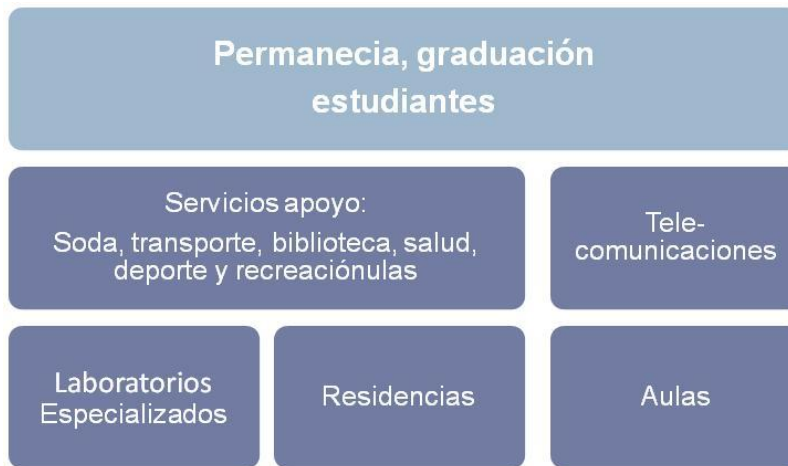 Permanecia, graduación
estudiantes
Servicios apoyo:
Soda, transporte, biblioteca, salud,
deporte y recreaciónulas
Tele-
comunicaciones
Laboratorios
Especializados
Residencias
Aulas